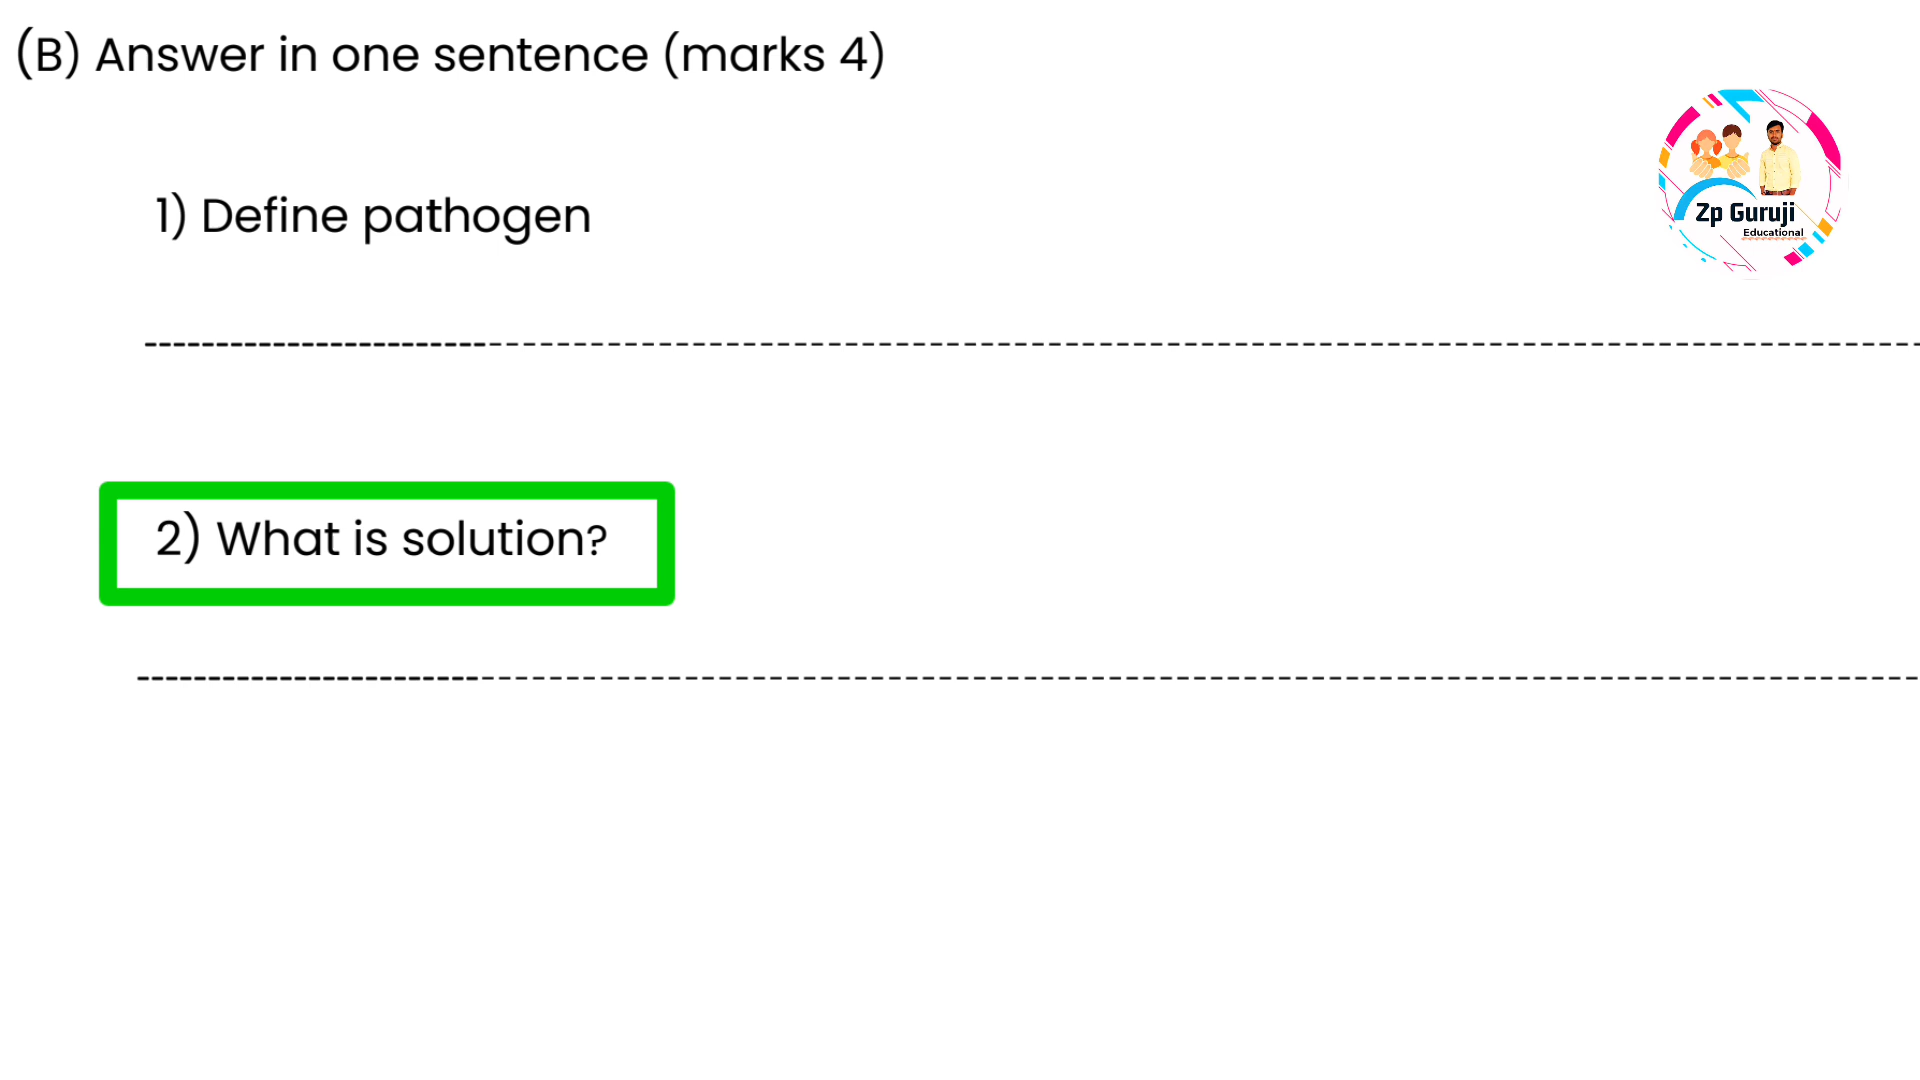 (B) Answer in one sentence (marks 4)
Zp Guruji
Educational
1) Define pathogen
2) What is solution?